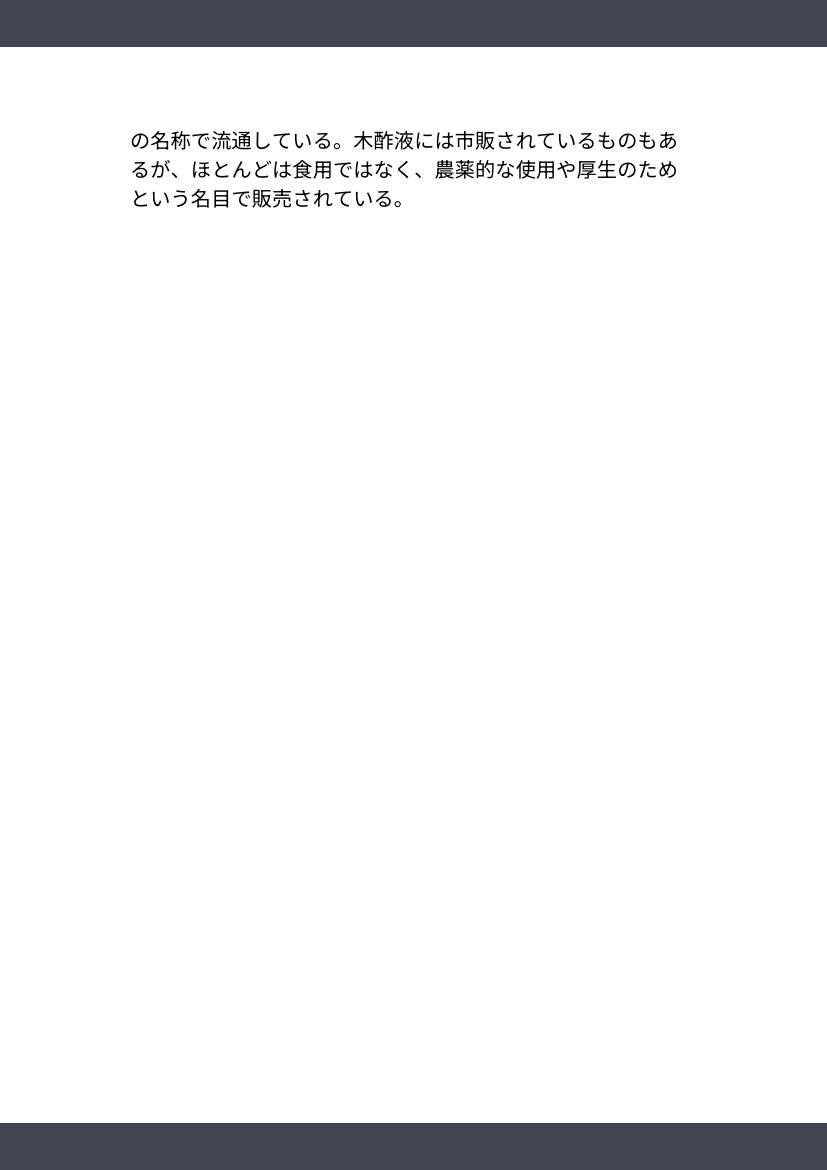 の名称で流通している。木酢液には市販されているものもあ
るが、ほとんどは食用ではなく、農薬的な使用や厚生のため
という名目で販売されている。